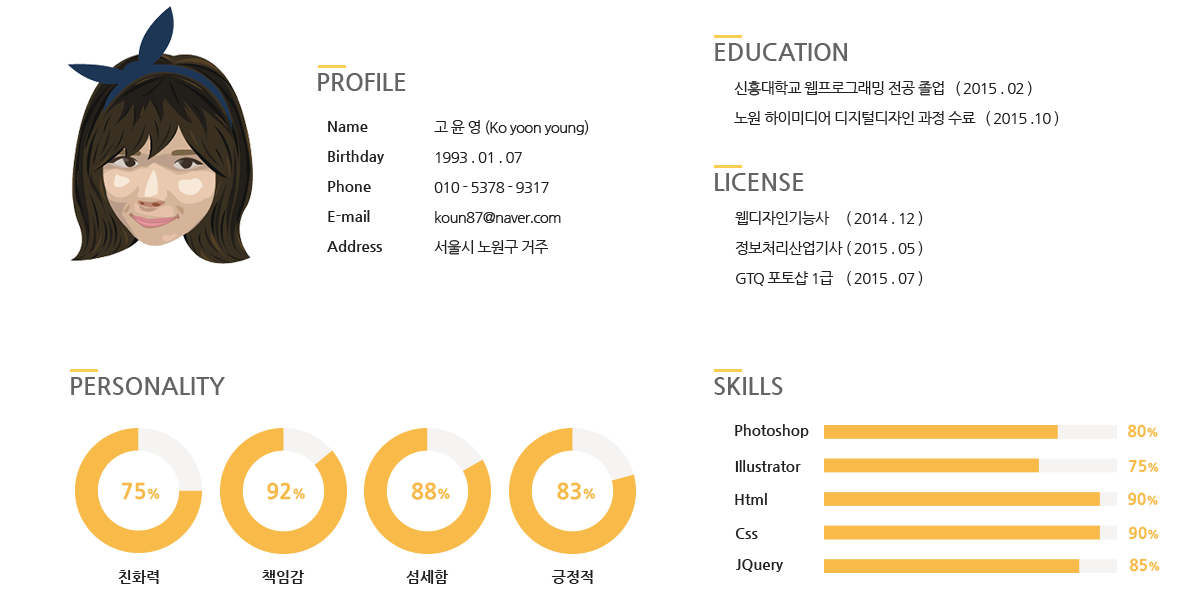 PROFILE
Name 고 윤 영 (Ko yoon young)
Birthday 1993 . 01 . 07
Phone 010 - 5378 - 9317
E-mail koun87@naver.com
Address 서울시 노원구 거주
EDUCATION
신흥대학교 웹프로그래밍 전공 졸업 ( 2015 . 02 )
노원 하이미디어 디지털디자인 과정 수료 ( 2015 .10 )
LICENSE
웹디자인기능사 ( 2014 . 12 )
정보처리산업기사 ( 2015 . 05 )
GTQ 포토샵 1급 ( 2015 . 07 )
PERSONALITY
75% 92% 88% 83%
친화력 책임감 섬세함 긍정적
SKILLS
Photoshop 80%
Illustrator 75%
Html 90%
Css 90%
JQuery 85%